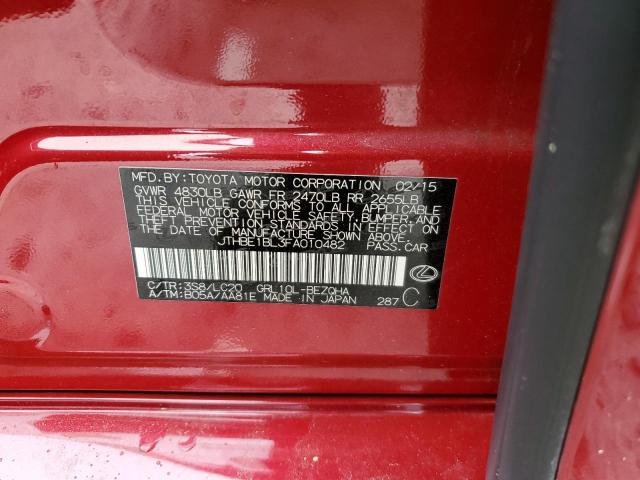 MFD.BY:TOYOTA MOTOR CORPORATION 02/15
GVWR 4830LB GAWR FR 2470LB RR 2655LB
THIS VEHICLE CONFORMS TO ALL APPLICABLE
FEDERAL MOTOR VEHICLE SAFETY, BUMPER, AND
THEFT PREVENTION STANDARDS IN EFFECT ON
THE DATE OF MANUFACTURE SHOWN ABOVE.
JTHBE1BL3FA010482 PASS.CAR
C/TR:3S8/LC20 GRL10L-BEZQHA
A/TM:B05A/AA81E MADE IN JAPAN 287 C